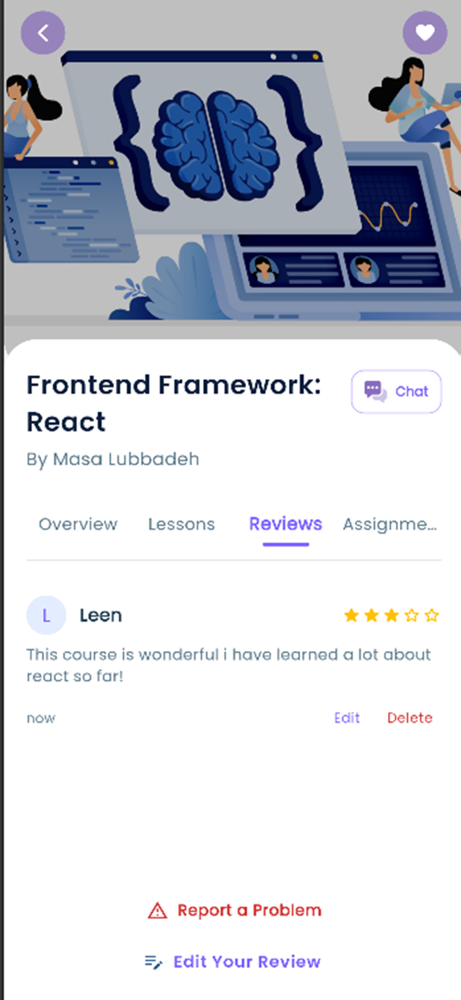 Frontend Framework:
React
Chat
By Masa Lubbadeh
Overview Lessons Reviews Assignme...
L Leen
This course is wonderful i have learned a lot about
react so far!
now Edit Delete
Report a Problem
Edit Your Review